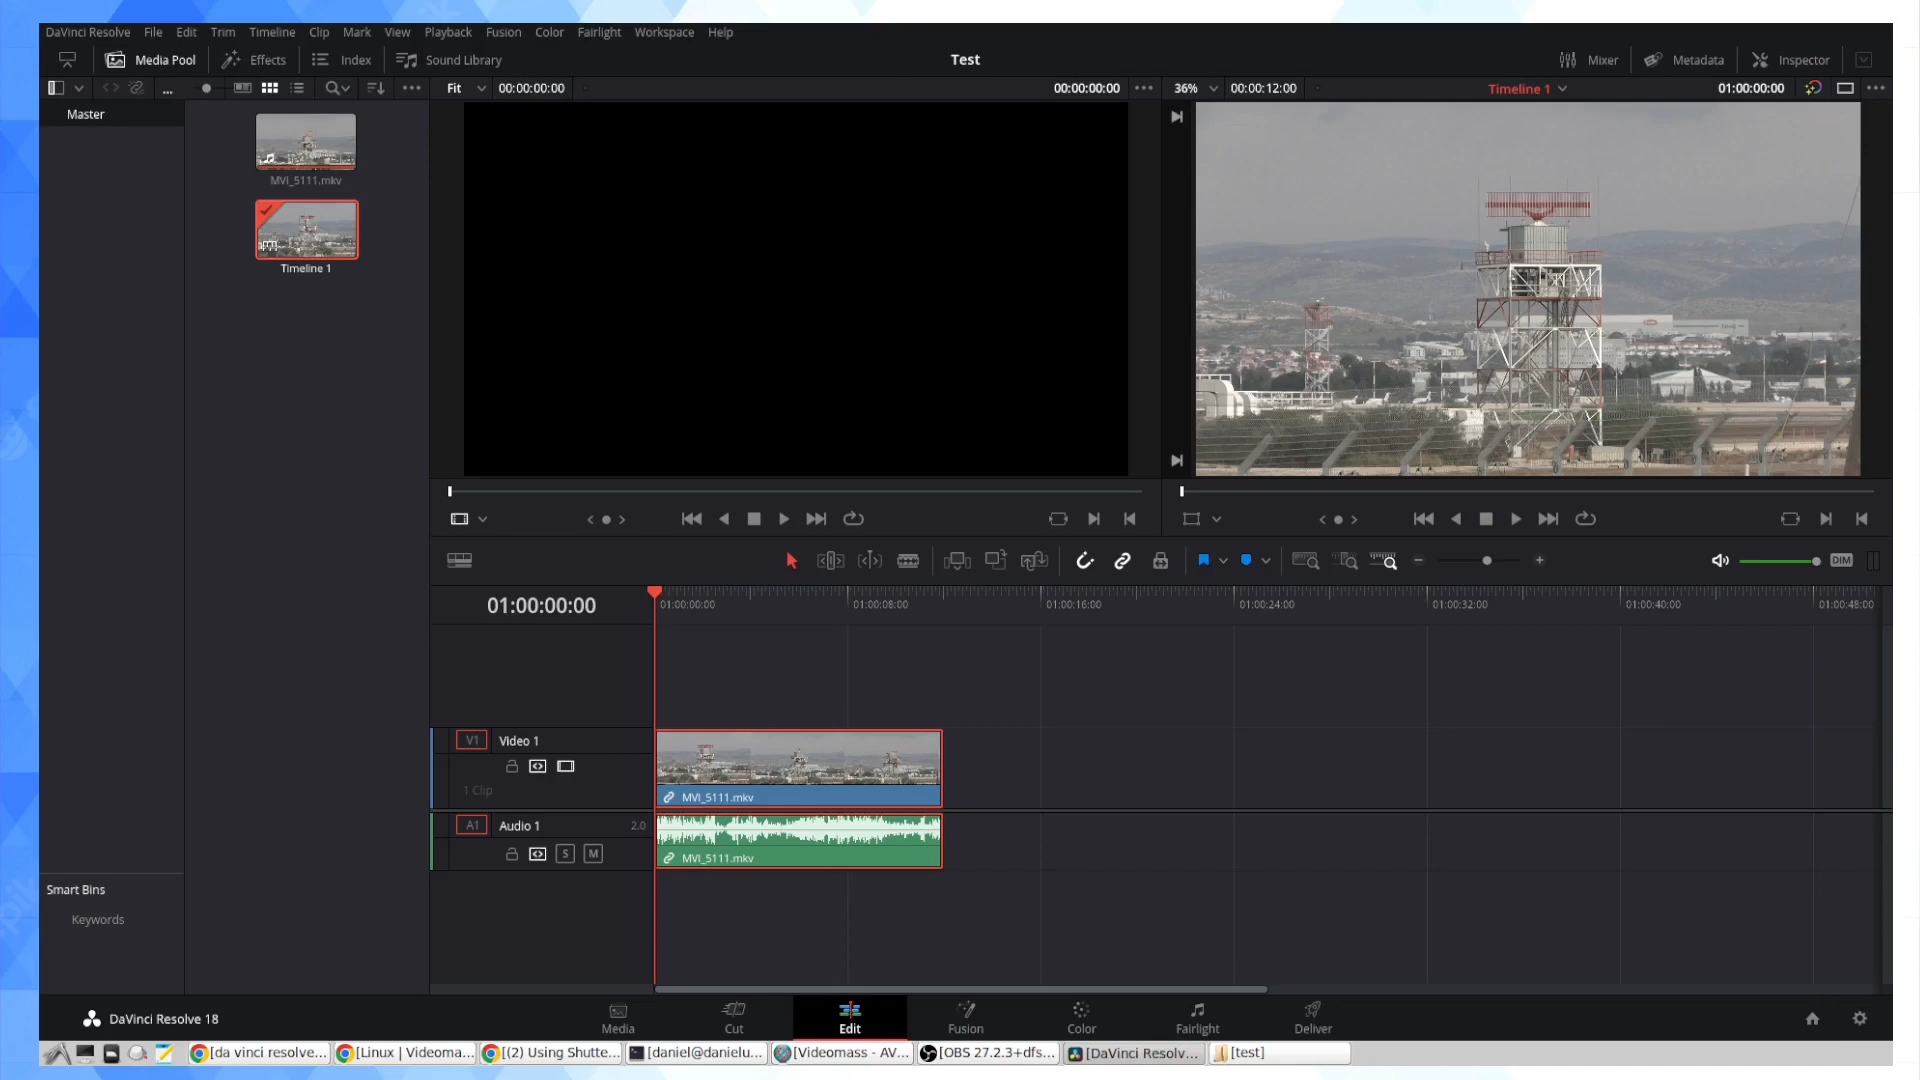 DaVinci Resolve File Edit Trim Timeline Clip Mark View Playback Fusion Color Fairlight Workspace Help
Media Pool Effects Index Sound Library Test Mixer Metadata Inspector
... Fit 00:00:00:00 00:00:00:00 36% 00:00:12:00 Timeline 1 01:00:00:00
Master
MVI_5111.mkv
Timeline 1
DIM
01:00:00:00 01:00:00:00 01:00:08:00 01:00:16:00 01:00:24:00 01:00:32:00 01:00:40:00 01:00:48:00
V1 Video 1
1 Clip
MVI_5111.mkv
A1 Audio 1 2.0
S M
MVI_5111.mkv
Smart Bins
Keywords
DaVinci Resolve 18
Media Cut Edit Fusion Color Fairlight Deliver
[da vinci resolve... [Linux | Videoma... [(2) Using Shutte... [daniel@danielu... [Videomass - AV... [OBS 27.2.3+dfs... [DaVinci Resolv... [test]